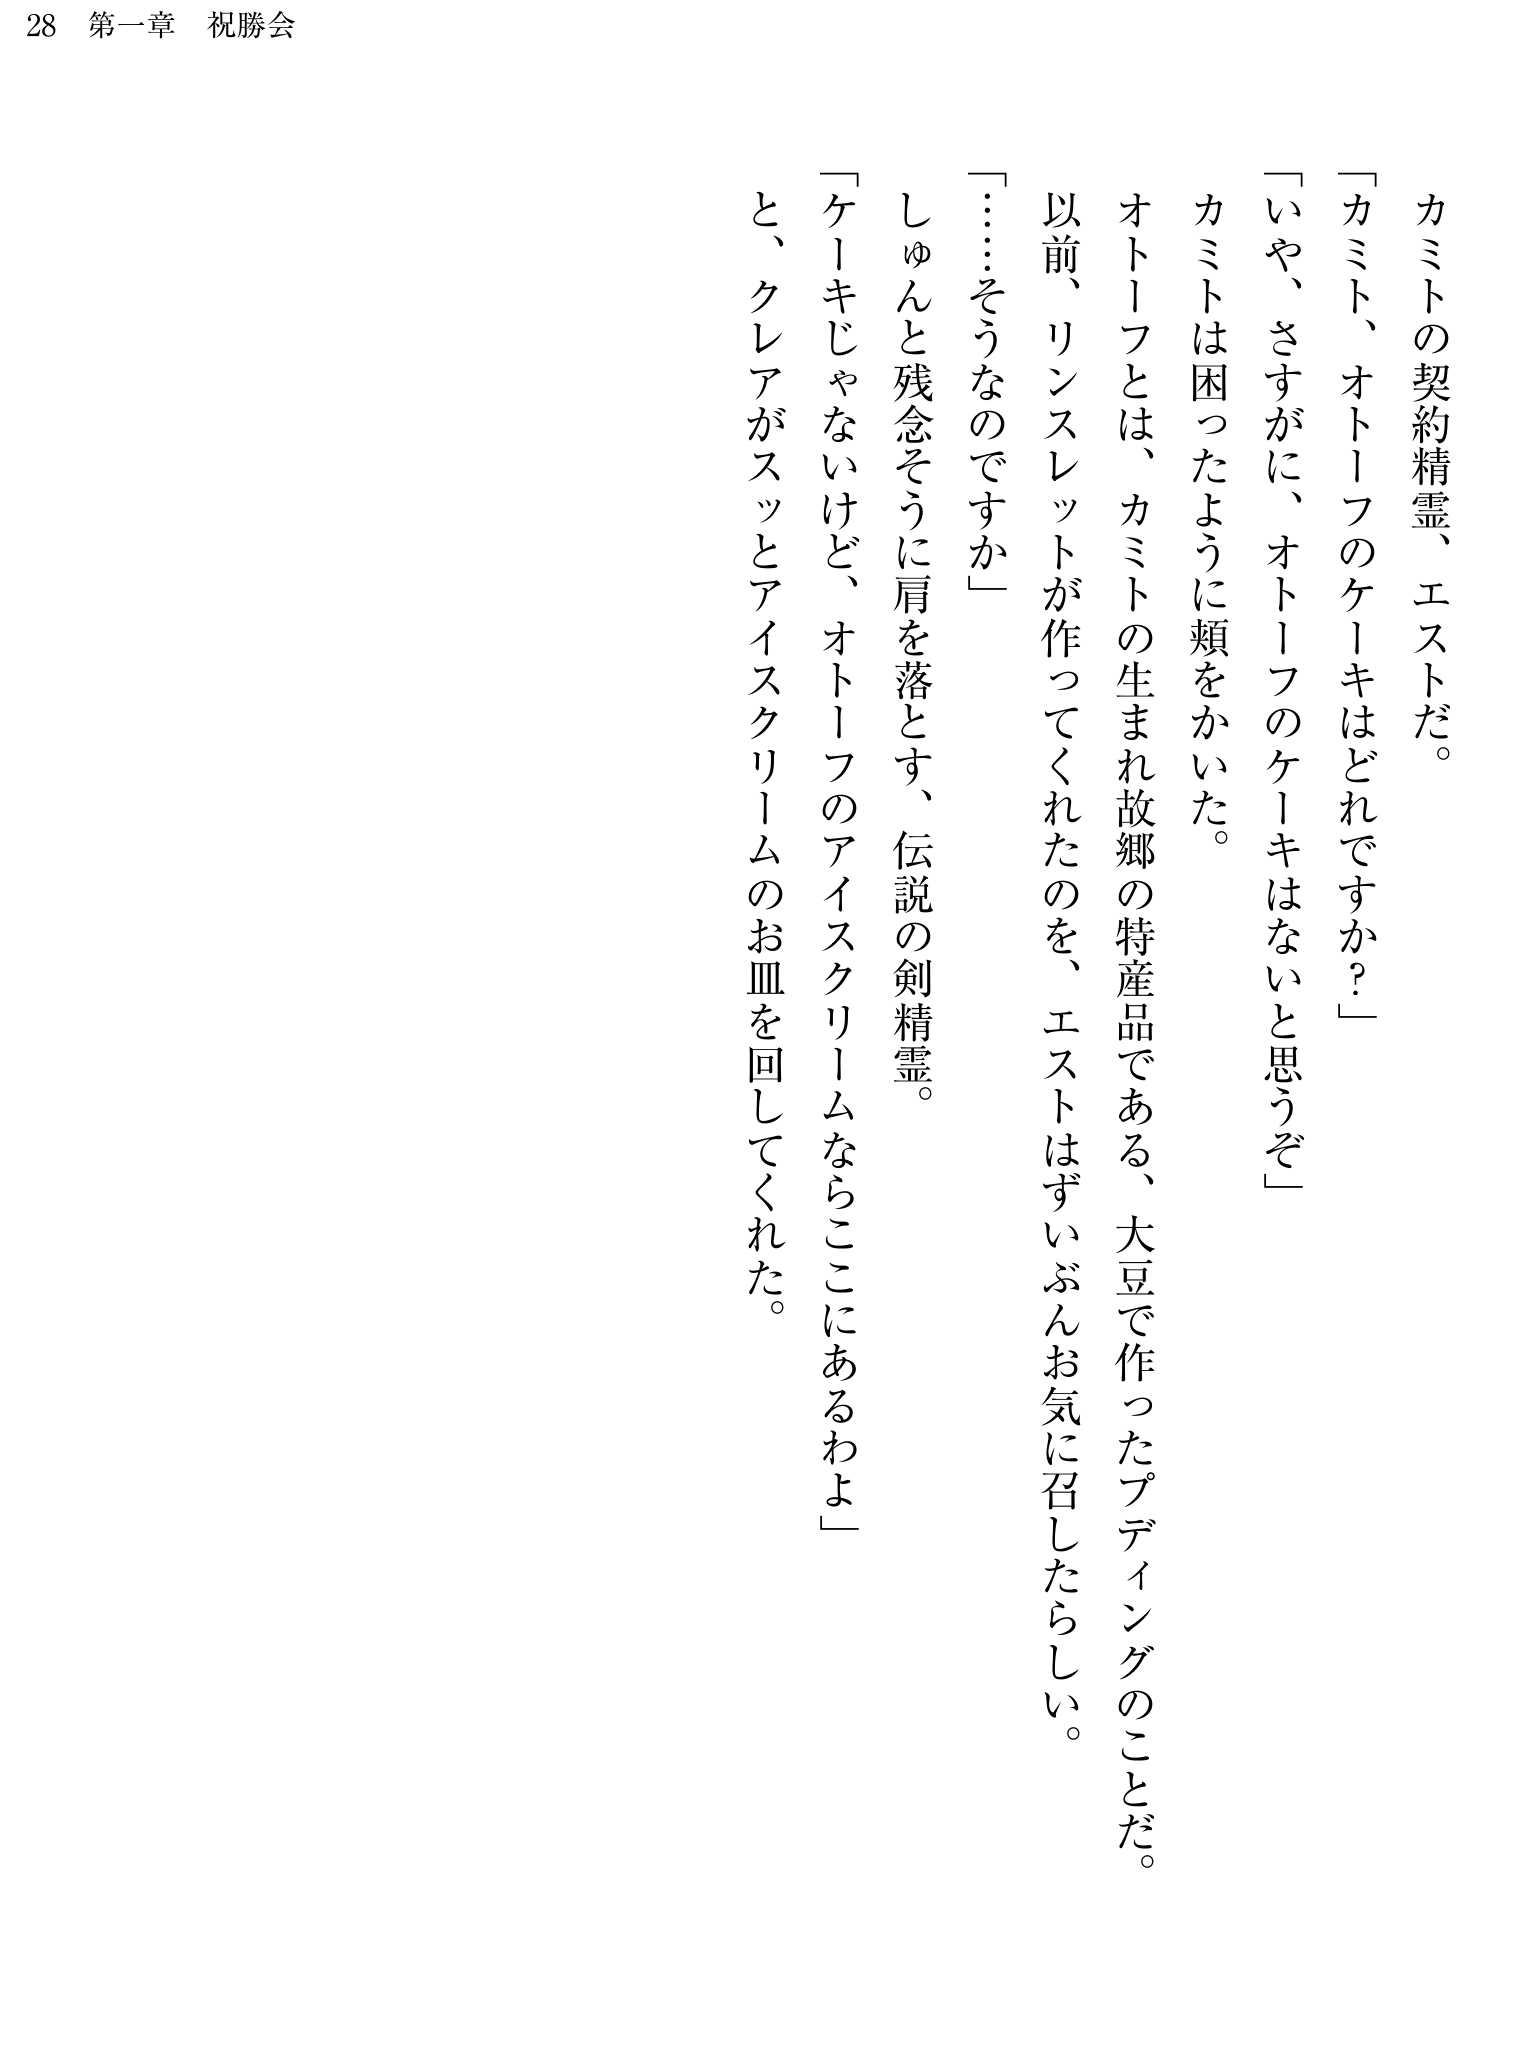 28　第一章　祝勝会
　カミトの契約精霊、エストだ。
「カミト、オトーフのケーキはどれですか？」
「いや、さすがに、オトーフのケーキはないと思うぞ」
　カミトは困ったように頬をかいた。
　オトーフとは、カミトの生まれ故郷の特産品である、大豆で作ったプディングのことだ。
　以前、リンスレットが作ってくれたのを、エストはずいぶんお気に召したらしい。
「……そうなのですか」
　しゅんと残念そうに肩を落とす、伝説の剣精霊。
「ケーキじゃないけど、オトーフのアイスクリームならここにあるわよ」
　と、クレアがスッとアイスクリームのお皿を回してくれた。